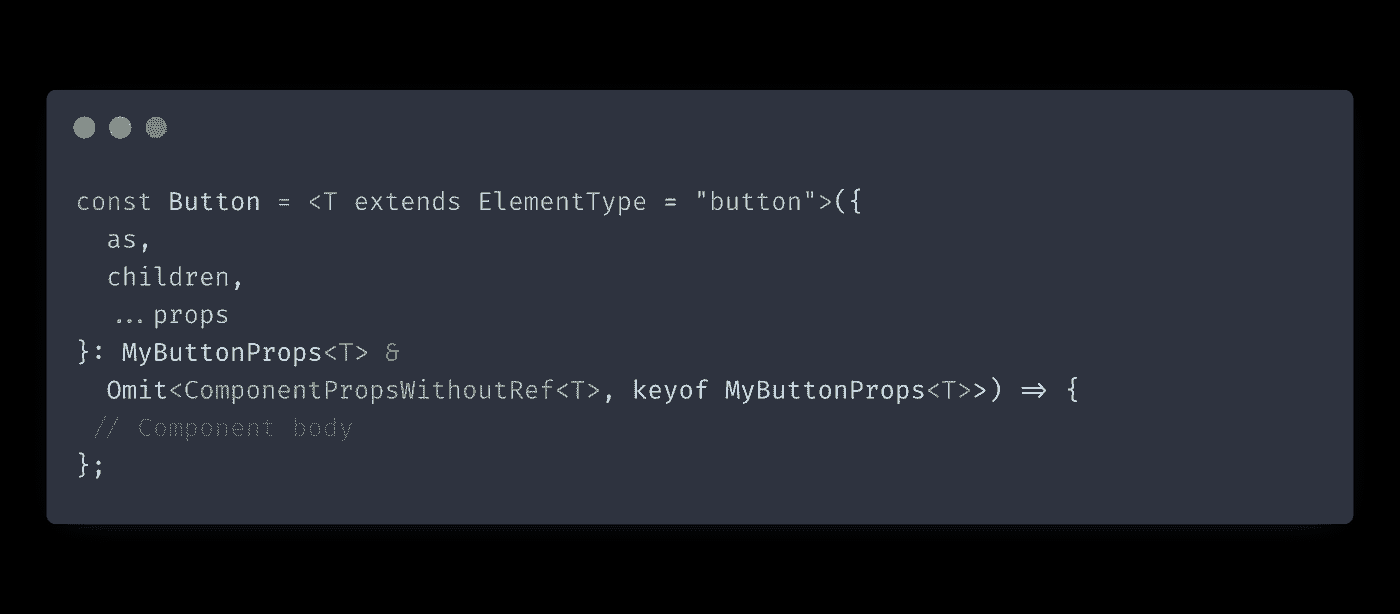 const Button = <T extends ElementType = "button">({
  as,
  children,
  ...props
}: MyButtonProps<T> &
  Omit<ComponentPropsWithoutRef<T>, keyof MyButtonProps<T>>) => {
 // Component body
};